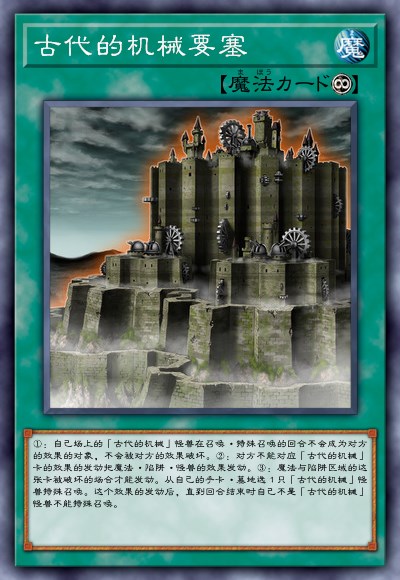 古代的机械要塞
魔
【魔法カード】
まほう
①:自己场上的「古代的机械」怪兽在召唤·特殊召唤的回合不会成为对方
的效果的对象,不会被对方的效果破坏。②:对方不能对应「古代的机械」
卡的效果的发动把魔法·陷阱·怪兽的效果发动。③:魔法与陷阱区域的这
张卡被破坏的场合才能发动。从自己的手卡·墓地选1只「古代的机械」怪
兽特殊召唤。这个效果的发动后,直到回合结束时自己不是「古代的机械」
怪兽不能特殊召唤。